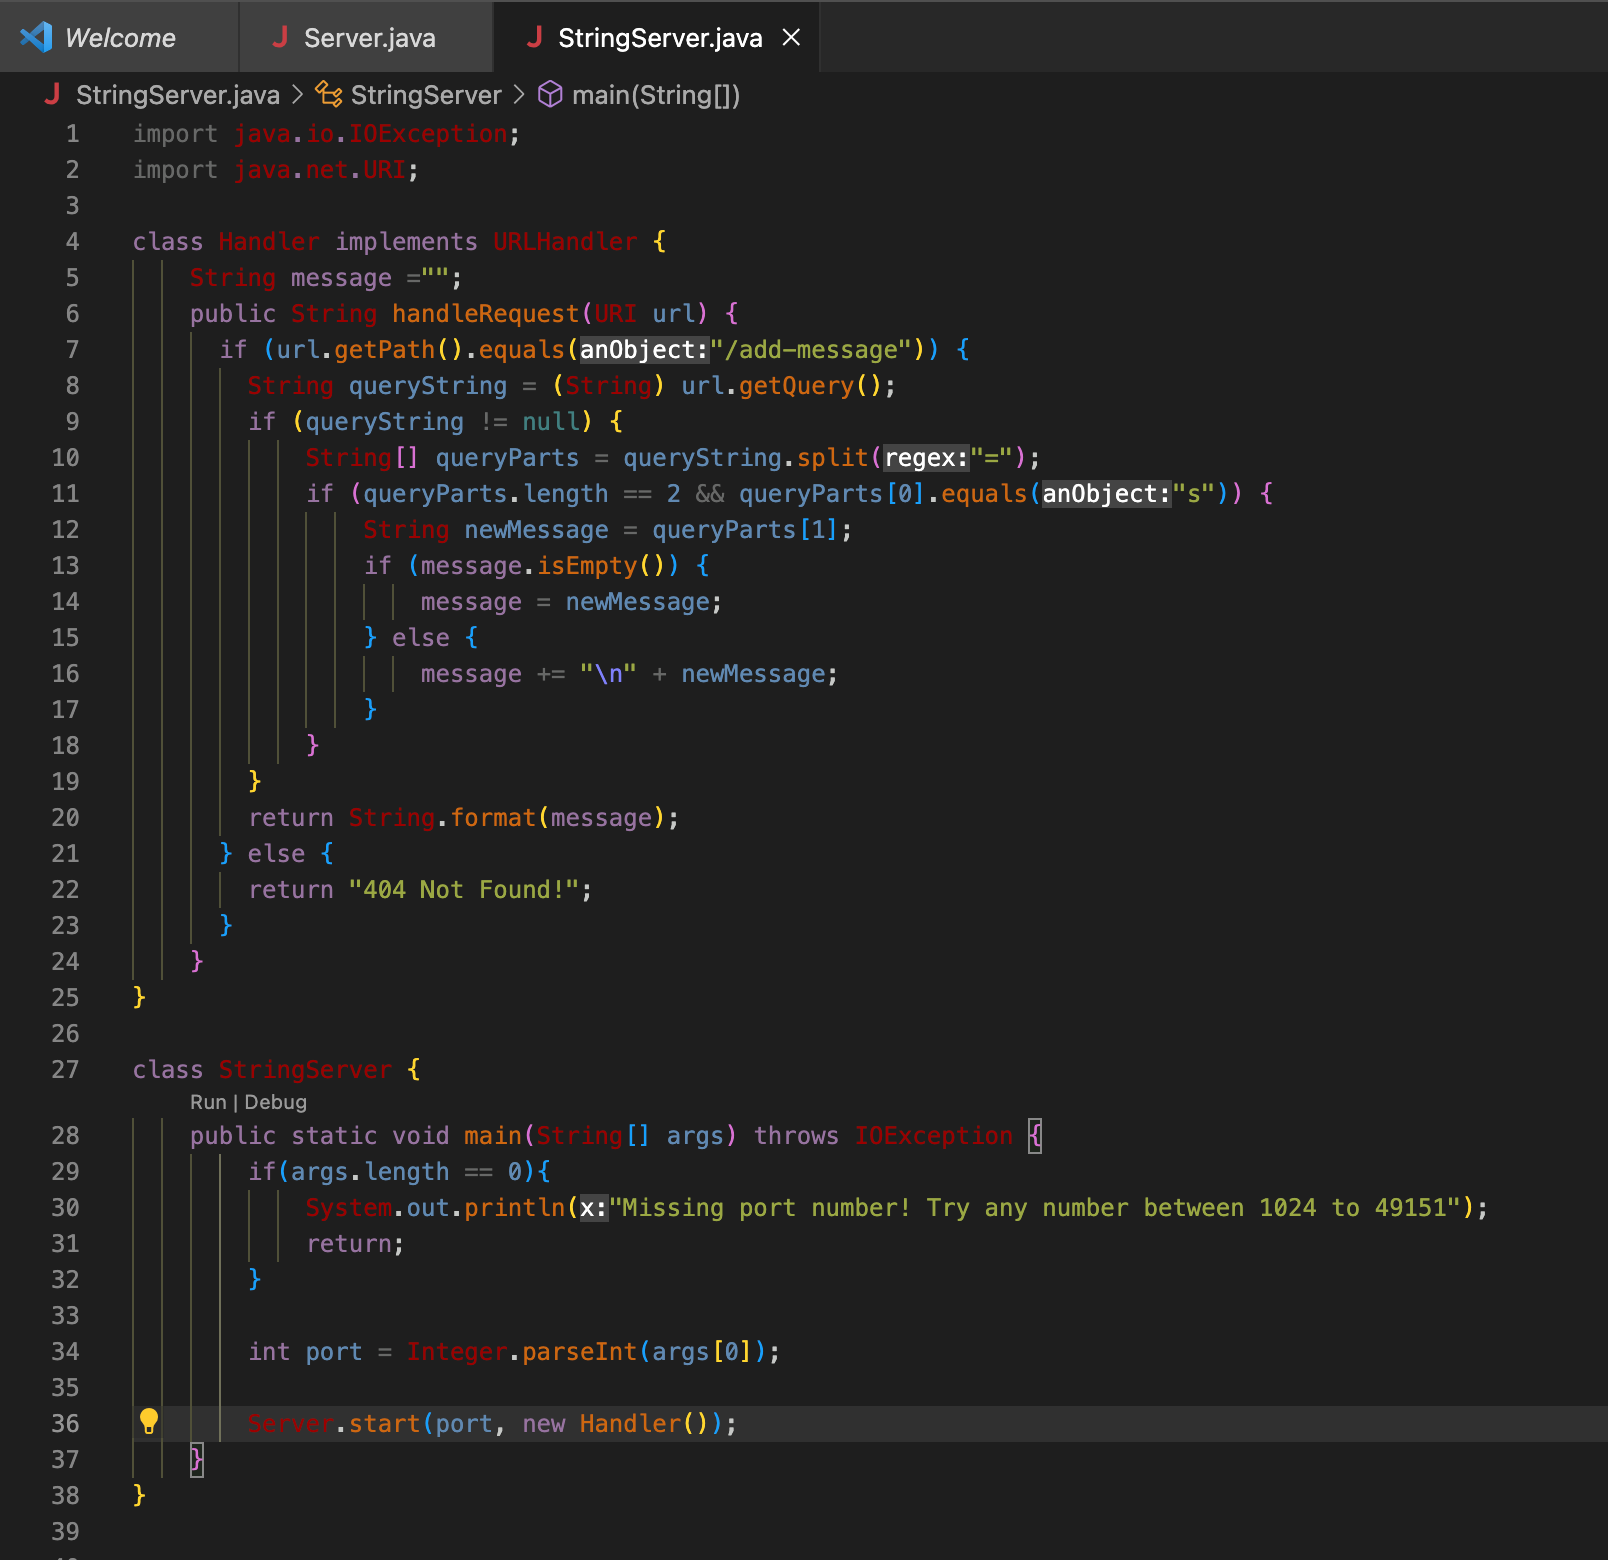 Welcome J Server.java J StringServer.java ×
J StringServer.java > StringServer > main(String[])
1 import java.io.IOException;
2 import java.net.URI;
3
4 class Handler implements URLHandler {
5 String message ="";
6 public String handleRequest(URI url) {
7 if (url.getPath().equals(anObject:"/add-message")) {
8 String queryString = (String) url.getQuery();
9 if (queryString != null) {
10 String[] queryParts = queryString.split(regex:"=");
11 if (queryParts.length == 2 && queryParts[0].equals(anObject:"s")) {
12 String newMessage = queryParts[1];
13 if (message.isEmpty()) {
14 message = newMessage;
15 } else {
16 message += "\n" + newMessage;
17 }
18 }
19 }
20 return String.format(message);
21 } else {
22 return "404 Not Found!";
23 }
24 }
25 }
26
27 class StringServer {
Run | Debug
28 public static void main(String[] args) throws IOException {
29 if(args.length == 0){
30 System.out.println(x:"Missing port number! Try any number between 1024 to 49151");
31 return;
32 }
33
34 int port = Integer.parseInt(args[0]);
35
36 Server.start(port, new Handler());
37 }
38 }
39